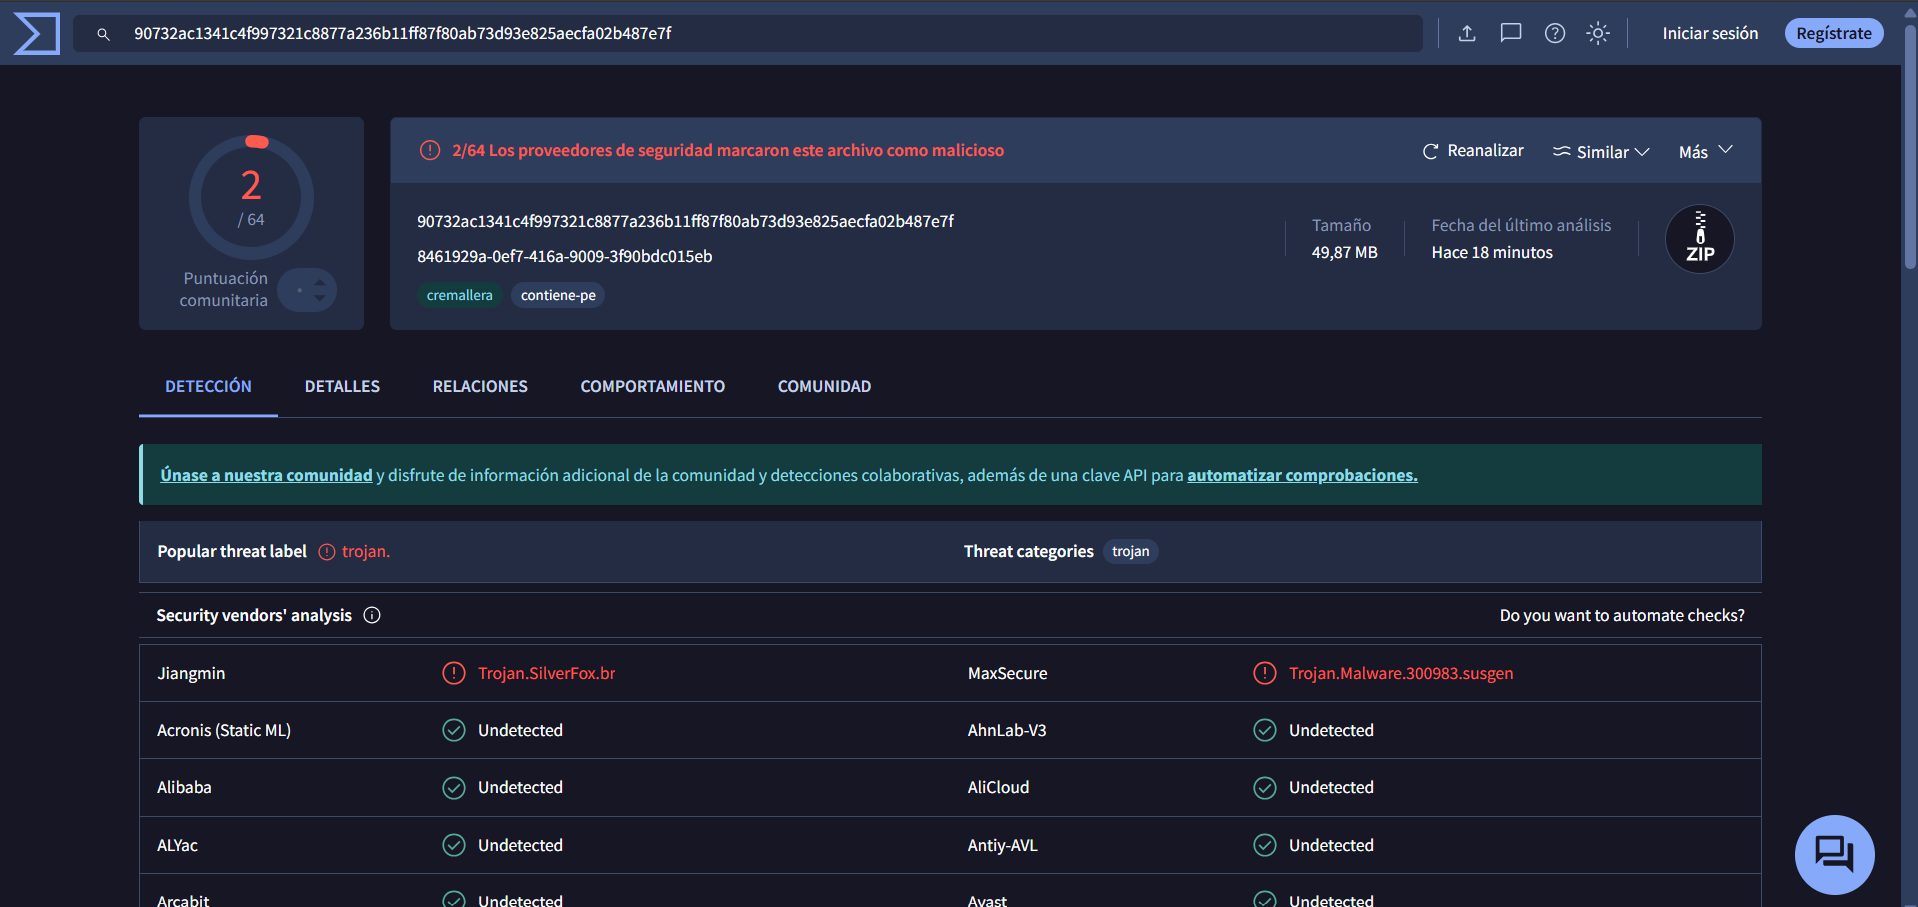 90732ac1341c4f997321c8877a236b11ff87f80ab73d93e825aecfa02b487e7f
Iniciar sesión
Regístrate
2
/ 64
Puntuación
comunitaria
2/64 Los proveedores de seguridad marcaron este archivo como malicioso
Reanalizar
Similar
Más
90732ac1341c4f997321c8877a236b11ff87f80ab73d93e825aecfa02b487e7f
8461929a-0ef7-416a-9009-3f90bdc015eb
cremallera
contiene-pe
Tamaño
49,87 MB
Fecha del último análisis
Hace 18 minutos
ZIP
DETECCIÓN
DETALLES
RELACIONES
COMPORTAMIENTO
COMUNIDAD
Únase a nuestra comunidad y disfrute de información adicional de la comunidad y detecciones colaborativas, además de una clave API para automatizar comprobaciones.
Popular threat label trojan.
Threat categories trojan
Security vendors' analysis
Do you want to automate checks?
Jiangmin Trojan.SilverFox.br MaxSecure Trojan.Malware.300983.susgen
Acronis (Static ML) Undetected AhnLab-V3 Undetected
Alibaba Undetected AliCloud Undetected
ALYac Undetected Antiy-AVL Undetected
Arcabit Undetected Avast Undetected